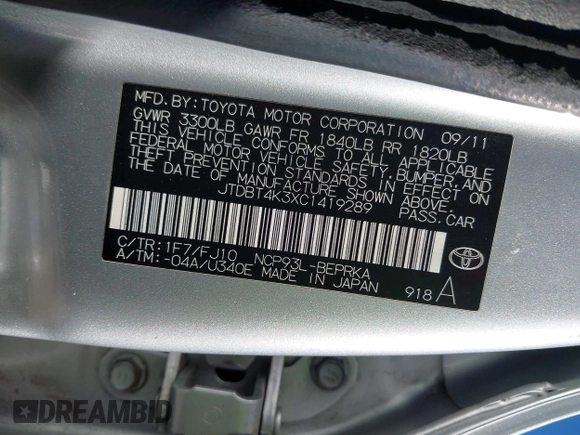 MFD.BY: TOYOTA MOTOR CORPORATION 09/11
GVWR 3300LB GAWR FR 1840LB RR 1820LB
THIS VEHICLE CONFORMS TO ALL APPLICABLE
FEDERAL MOTOR VEHICLE SAFETY, BUMPER, AND
THEFT PREVENTION STANDARDS IN EFFECT ON
THE DATE OF MANUFACTURE SHOWN ABOVE.
JTDBT4K3XC1419289 PASS.CAR
C/TR: 1F7/FJ10 NCP93L-BEPRKA
A/TM: -04A/U340E MADE IN JAPAN
918 A
DREAMBID